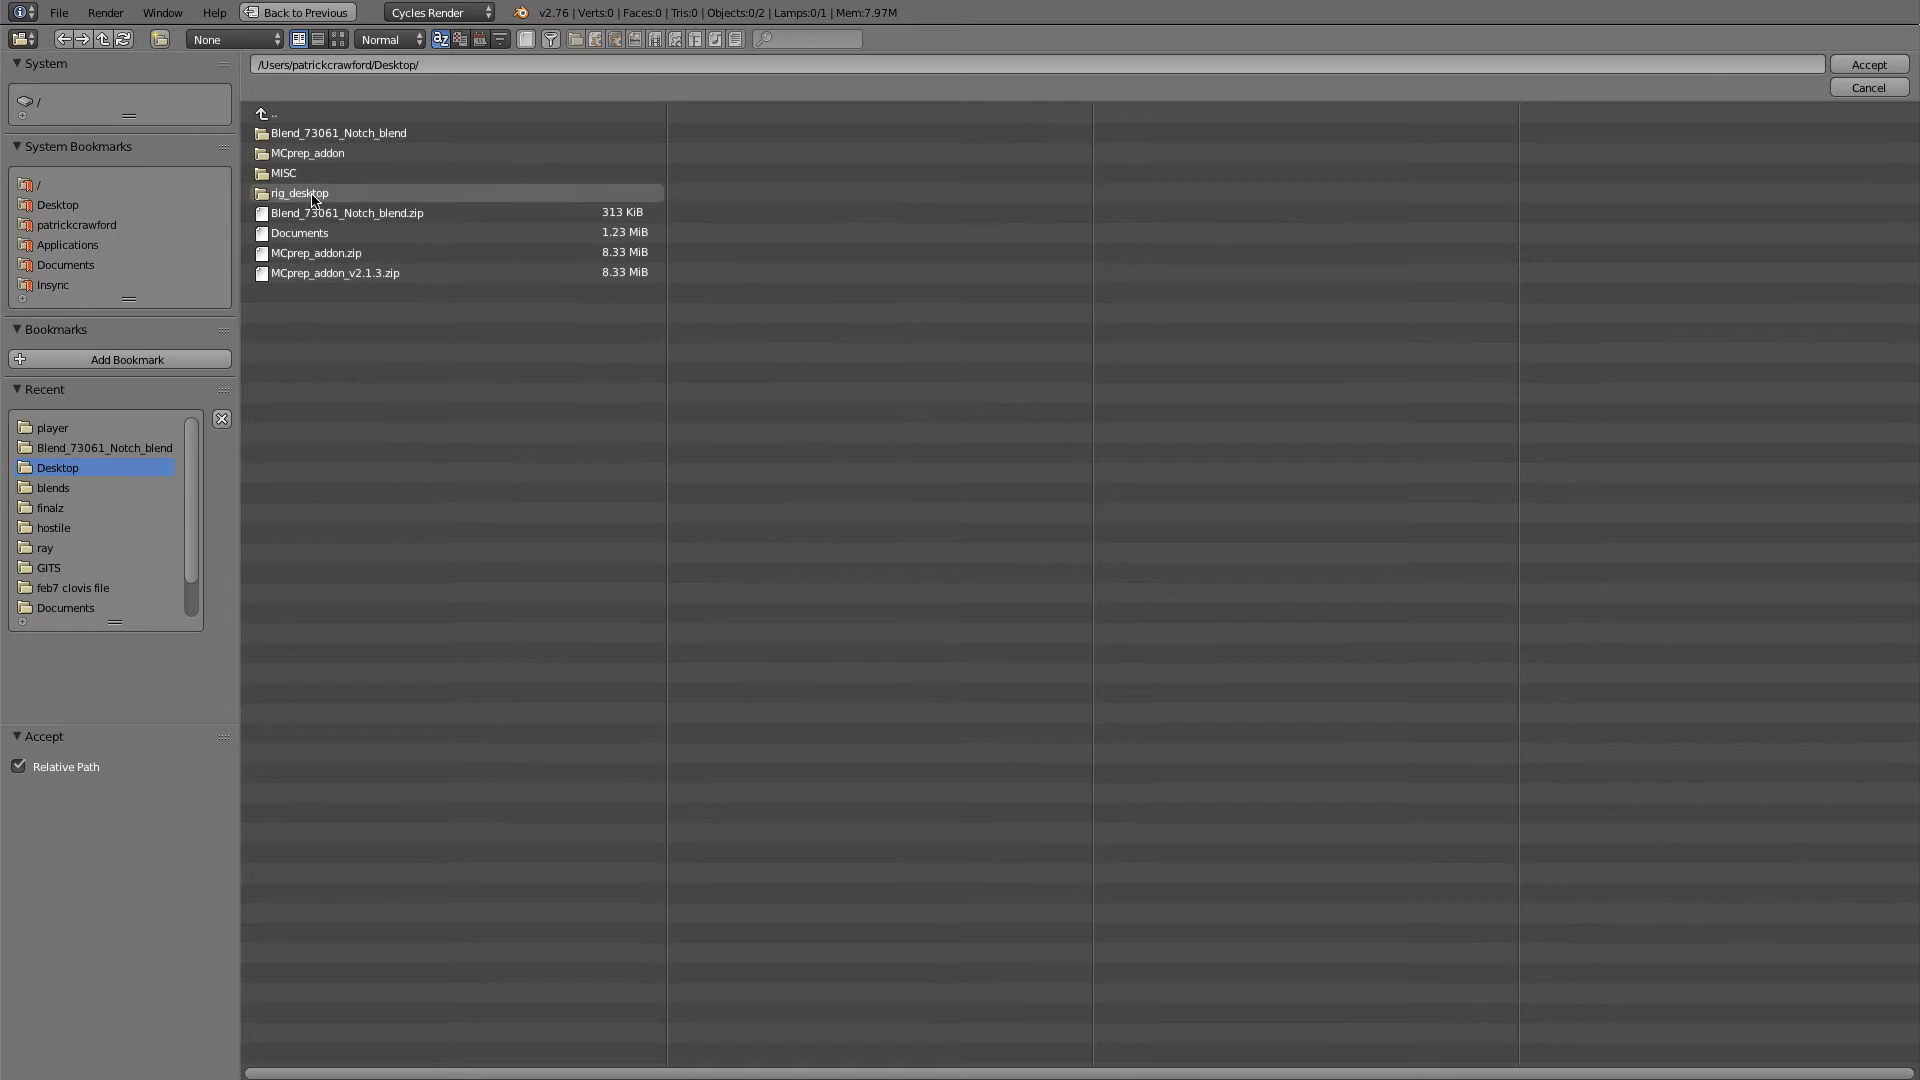 File Render Window Help Back to Previous Cycles Render v2.76 | Verts:0 | Faces:0 | Tris:0 | Objects:0/2 | Lamps:0/1 | Mem:7.97M
None Normal
System
/
System Bookmarks
/
Desktop
patrickcrawford
Applications
Documents
Insync
Bookmarks
Add Bookmark
Recent
player
Blend_73061_Notch_blend
Desktop
blends
finalz
hostile
ray
GITS
feb7 clovis file
Documents
Accept
Relative Path
/Users/patrickcrawford/Desktop/
Accept
Cancel
..
Blend_73061_Notch_blend
MCprep_addon
MISC
rig_desktop
Blend_73061_Notch_blend.zip 313 KiB
Documents 1.23 MiB
MCprep_addon.zip 8.33 MiB
MCprep_addon_v2.1.3.zip 8.33 MiB